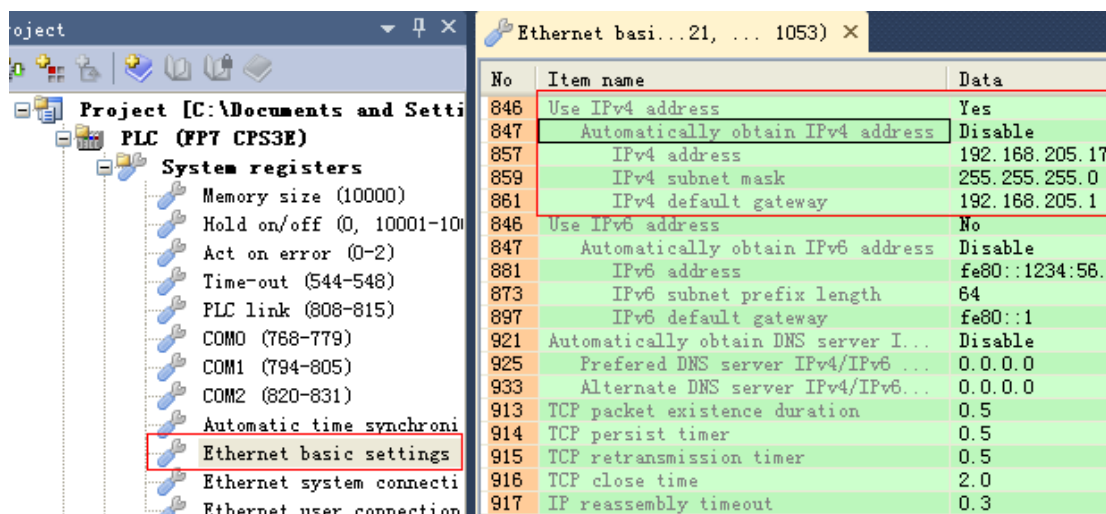 oject
Ethernet basi...21, ... 1053)
Project [C:\Documents and Setti
PLC (FP7 CPS3E)
System registers
Memory size (10000)
Hold on/off (0, 10001-10
Act on error (0-2)
Time-out (544-548)
PLC link (808-815)
COM0 (768-779)
COM1 (794-805)
COM2 (820-831)
Automatic time synchroni
Ethernet basic settings
Ethernet system connecti
Ethernet user connection
No Item name Data
846 Use IPv4 address Yes
847 Automatically obtain IPv4 address Disable
857 IPv4 address 192.168.205.17
859 IPv4 subnet mask 255.255.255.0
861 IPv4 default gateway 192.168.205.1
846 Use IPv6 address No
847 Automatically obtain IPv6 address Disable
881 IPv6 address fe80::1234:56.
873 IPv6 subnet prefix length 64
897 IPv6 default gateway fe80::1
921 Automatically obtain DNS server I... Disable
925 Prefered DNS server IPv4/IPv6 ... 0.0.0.0
933 Alternate DNS server IPv4/IPv6... 0.0.0.0
913 TCP packet existence duration 0.5
914 TCP persist timer 0.5
915 TCP retransmission timer 0.5
916 TCP close time 2.0
917 IP reassembly timeout 0.3